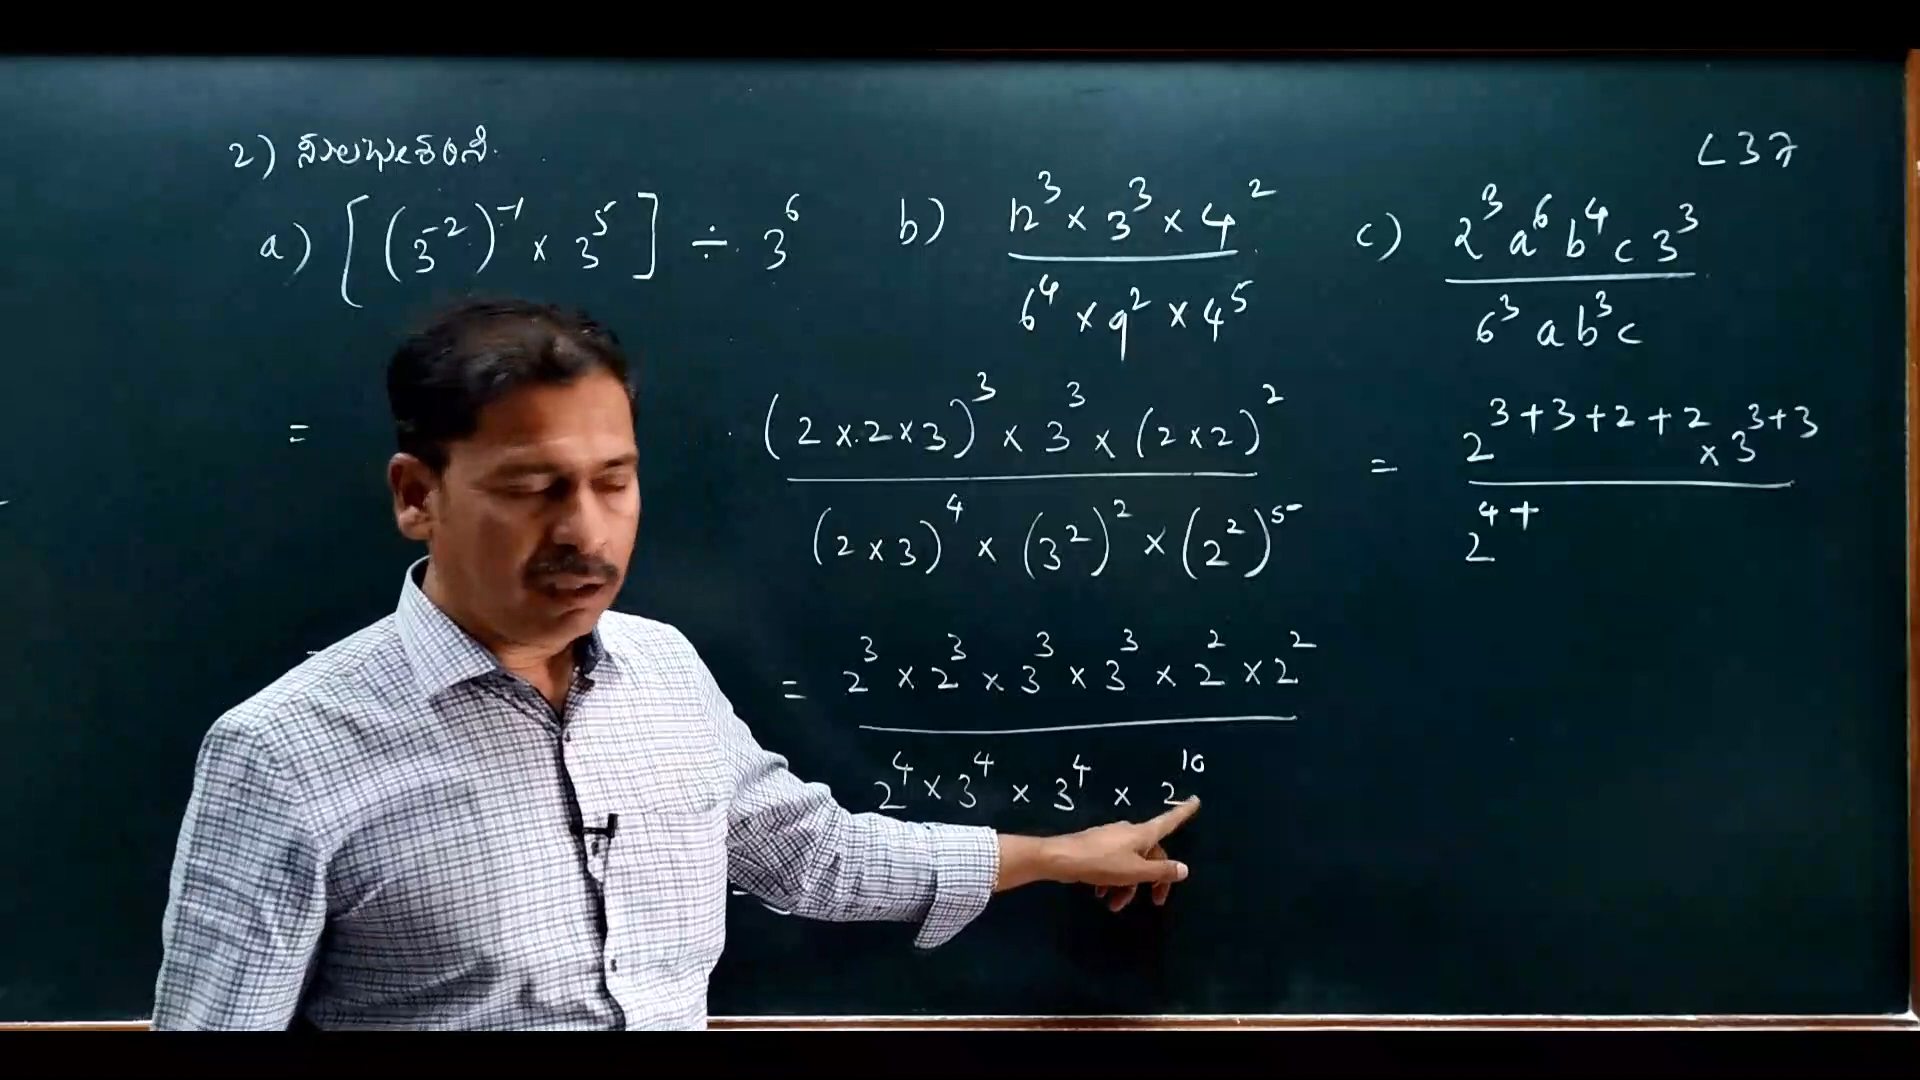 L37
2) ಸುಲಭೀಕರಿಸಿ.
a) [(3⁻²)⁻¹ × 3⁵] ÷ 3⁶
b) 12³ × 3³ × 4² / 6⁴ × 9² × 4⁵
c) 2³ a⁶ b⁴ c 3³ / 6³ a b³ c
=
(2 × 2 × 3)³ × 3³ × (2 × 2)² / (2 × 3)⁴ × (3²)² × (2²)⁵
= 2³ × 2³ × 3³ × 3³ × 2² × 2² / 2⁴ × 3⁴ × 3⁴ × 2¹⁰
= 2³⁺³⁺²⁺² × 3³⁺³ / 2⁴⁺